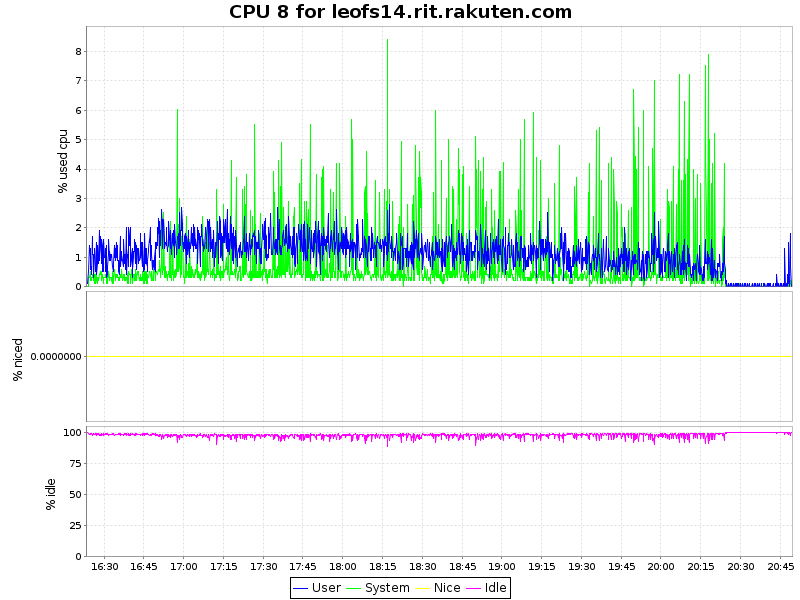 CPU 8 for leofs14.rit.rakuten.com
% used cpu
8
7
6
5
4
3
2
1
0
% niced
0.0000000
% idle
100
75
50
25
0
16:30 16:45 17:00 17:15 17:30 17:45 18:00 18:15 18:30 18:45 19:00 19:15 19:30 19:45 20:00 20:15 20:30 20:45
User System Nice Idle